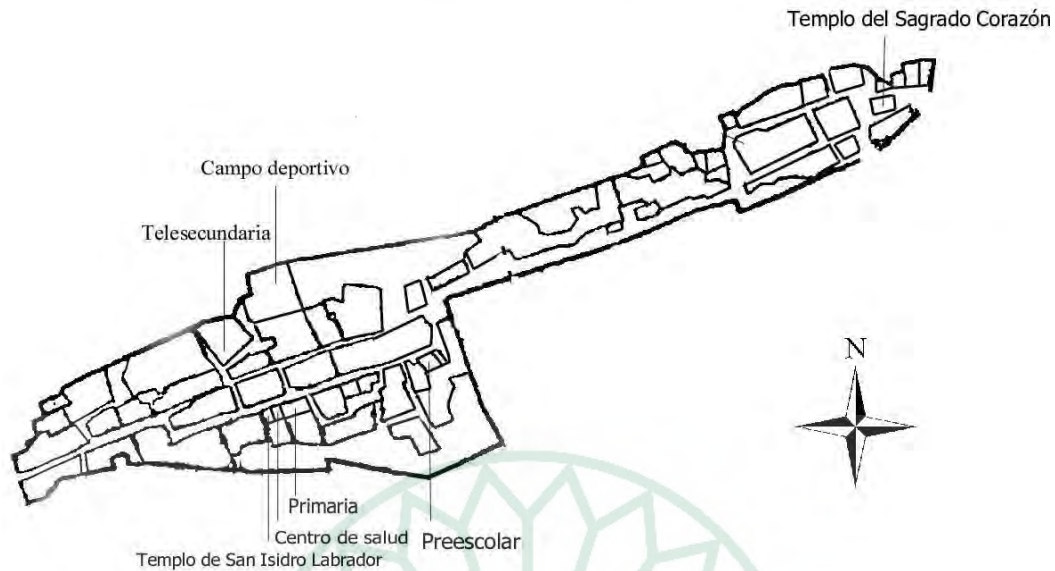 Templo del Sagrado Corazón
Campo deportivo
Telesecundaria
N
Primaria
Centro de salud
Preescolar
Templo de San Isidro Labrador